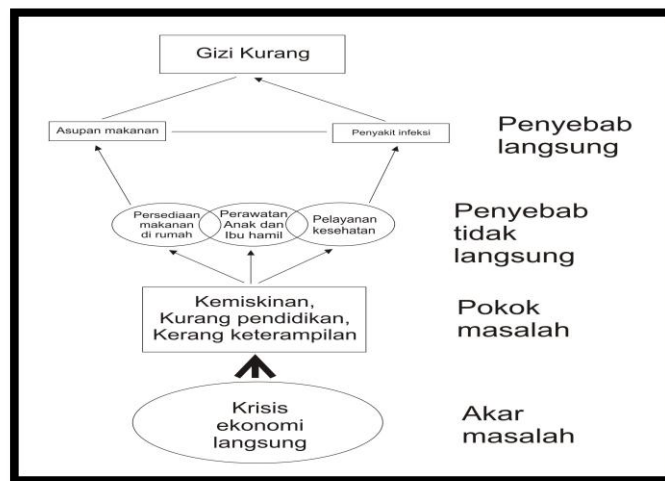 Gizi Kurang
Asupan makanan
Penyakit infeksi
Penyebab
langsung
Persediaan
makanan
di rumah
Perawatan
Anak dan
Ibu hamil
Pelayanan
kesehatan
Penyebab
tidak
langsung
Kemiskinan,
Kurang pendidikan,
Kerang keterampilan
Pokok
masalah
Krisis
ekonomi
langsung
Akar
masalah